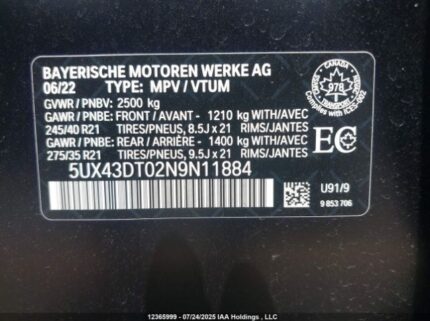 BAYERISCHE MOTOREN WERKE AG
06/22 TYPE: MPV / VTUM
GVWR / PNBV: 2500 kg
GAWR / PNBE: FRONT / AVANT - 1210 kg WITH/AVEC
245/40 R21 TIRES/PNEUS, 8.5J x 21 RIMS/JANTES
GAWR / PNBE: REAR / ARRIÈRE - 1400 kg WITH/AVEC
275/35 R21 TIRES/PNEUS, 9.5J x 21 RIMS/JANTES
5UX43DT02N9N11884
CANADA
978
TRANSPORT
Complies with ICES-002
EC
U91/9
9 853 706
12365999 - 07/24/2025 IAA Holdings , LLC